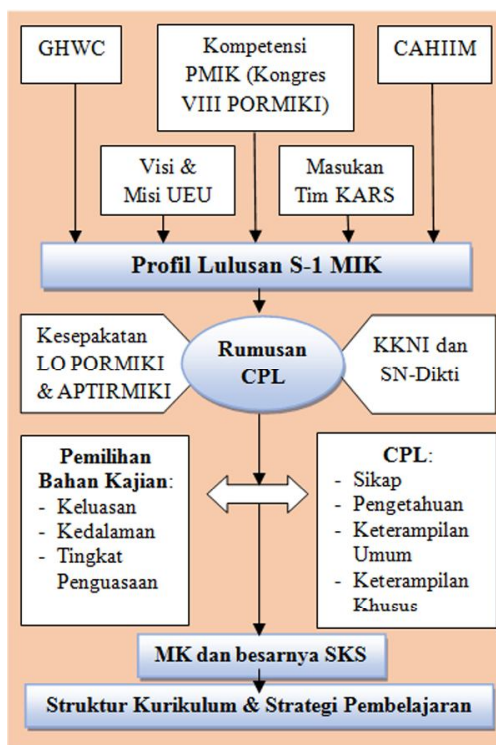 GHWC
Kompetensi
PMIK (Kongres
VIII PORMIKI)
CAHIIM
Visi &
Misi UEU
Masukan
Tim KARS
Profil Lulusan S-1 MIK
Kesepakatan
LO PORMIKI
& APTIRMIKI
Rumusan
CPL
KKNI dan
SN-Dikti
Pemilihan
Bahan Kajian:
- Keluasan
- Kedalaman
- Tingkat
Penguasaan
CPL:
- Sikap
- Pengetahuan
- Keterampilan
Umum
- Keterampilan
Khusus
MK dan besarnya SKS
Struktur Kurikulum & Strategi Pembelajaran